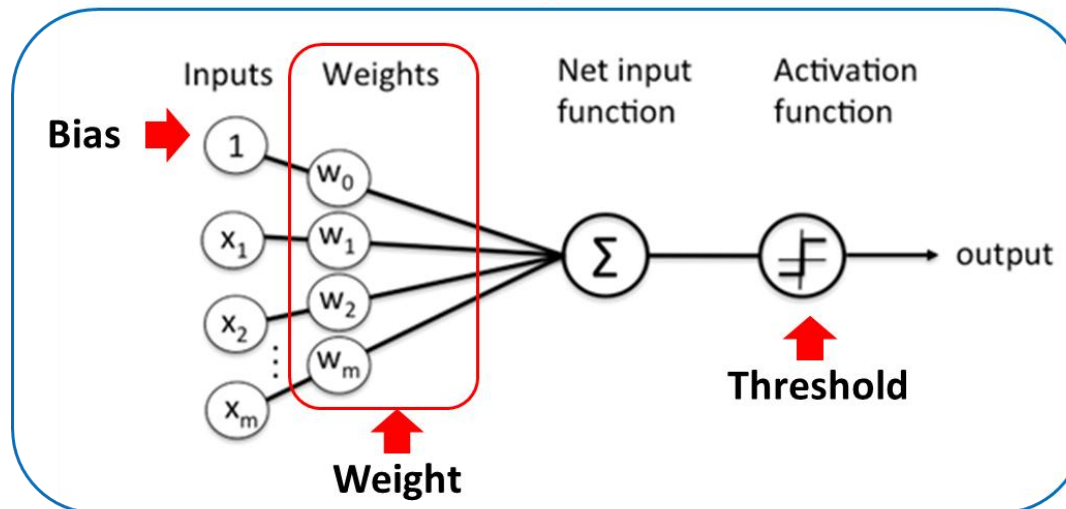 Inputs
Weights
Net input
function
Activation
function
Bias
1
w₀
x₁
w₁
Σ
output
x₂
w₂
⋮
wₘ
xₘ
Threshold
Weight